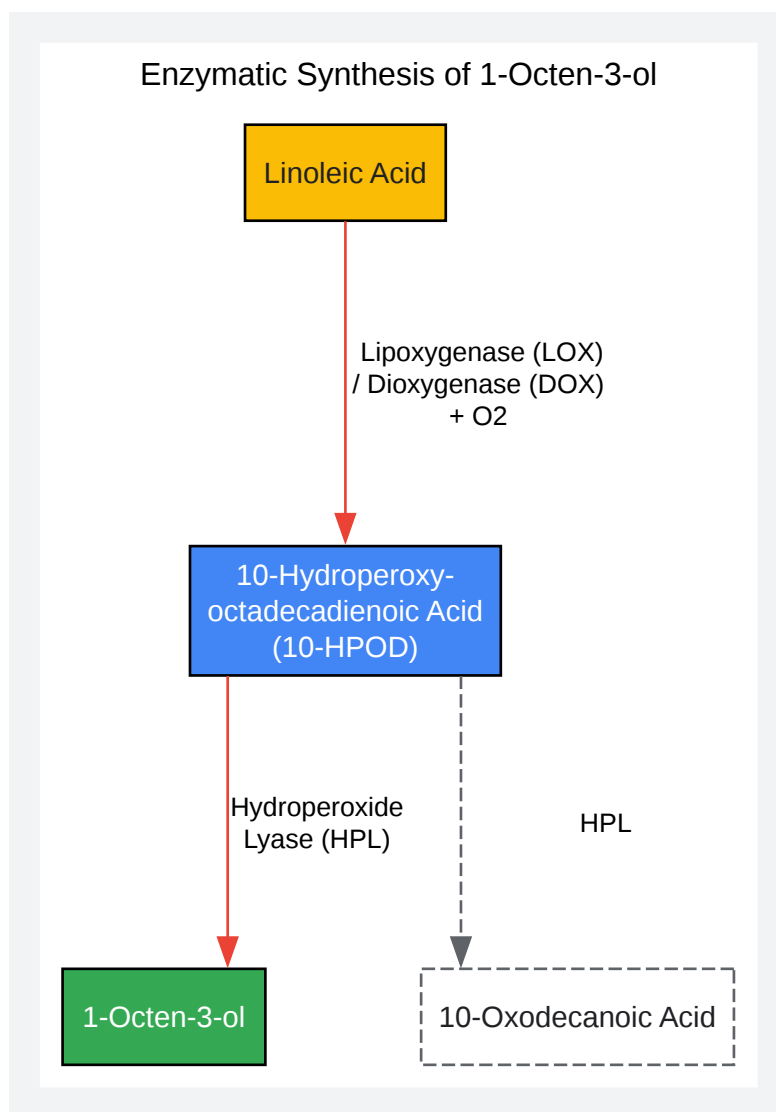 Enzymatic Synthesis of 1-Octen-3-ol
Linoleic Acid
Lipoxygenase (LOX)
/ Dioxygenase (DOX)
+ O2
10-Hydroperoxy-
octadecadienoic Acid
(10-HPOD)
Hydroperoxide
Lyase (HPL)
HPL
1-Octen-3-ol
10-Oxodecanoic Acid